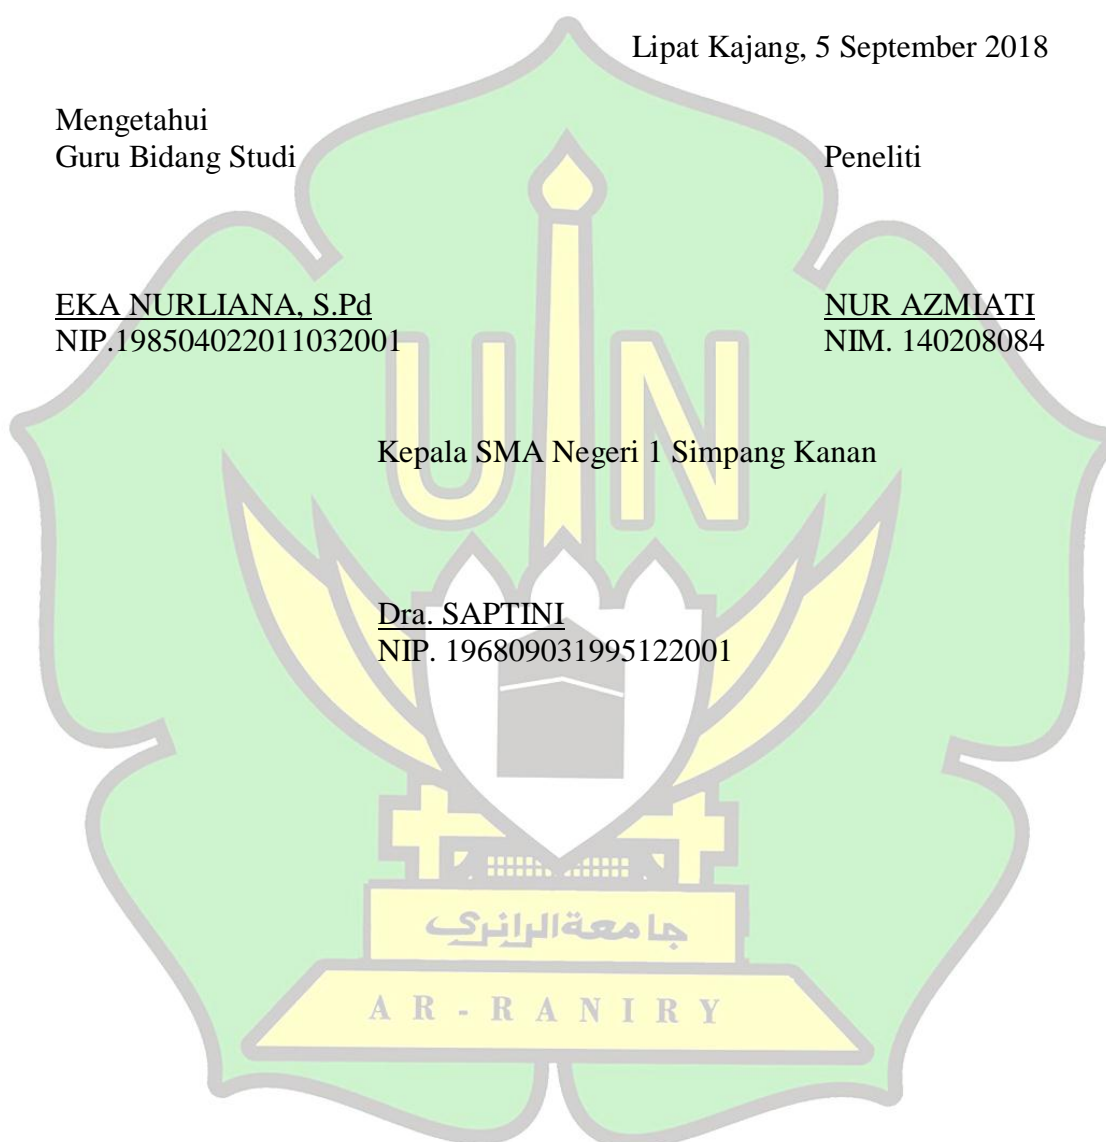 Lipat Kajang, 5 September 2018
Mengetahui
Guru Bidang Studi
Peneliti
EKA NURLIANA, S.Pd
NIP.198504022011032001
NUR AZMIATI
NIM. 140208084
UIN
Kepala SMA Negeri 1 Simpang Kanan
Dra. SAPTINI
NIP. 196809031995122001
جامعة الرانري
AR-RANIRY